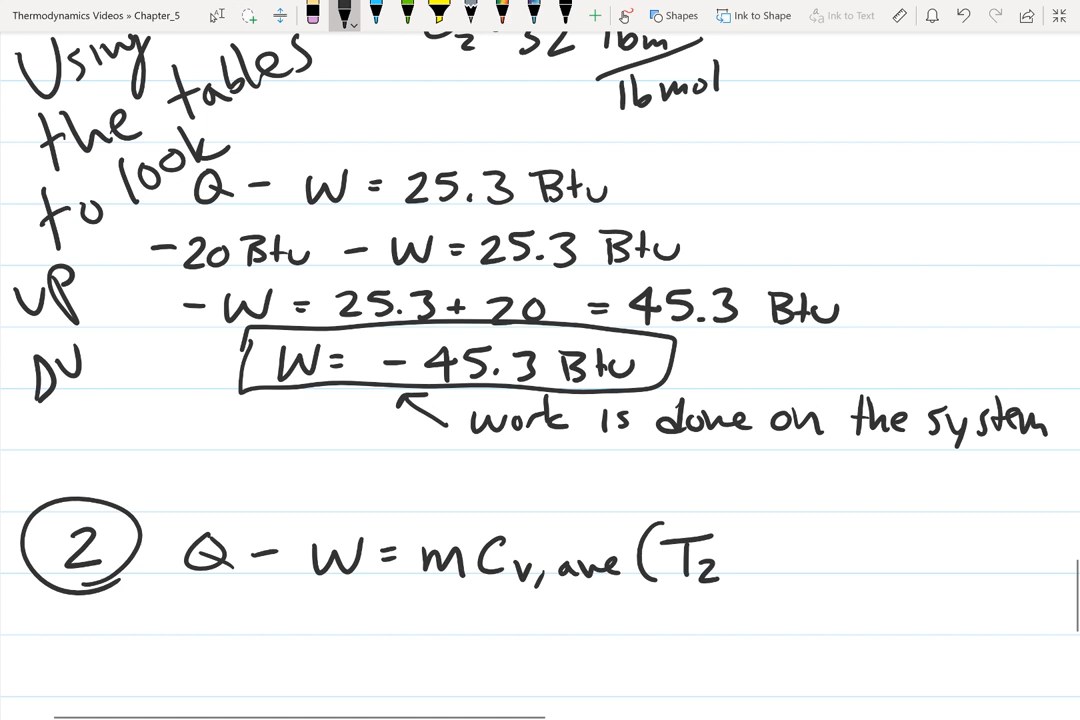 Thermodynamics Videos » Chapter_5
Shapes
Ink to Shape
Ink to Text
Using
the tables
to look
up
ΔU
32 lbm
lbmol
Q - W = 25.3 Btu
-20 Btu - W = 25.3 Btu
- W = 25.3 + 20 = 45.3 Btu
W = - 45.3 Btu
work is done on the system
2 Q - W = m Cv, ave (T2